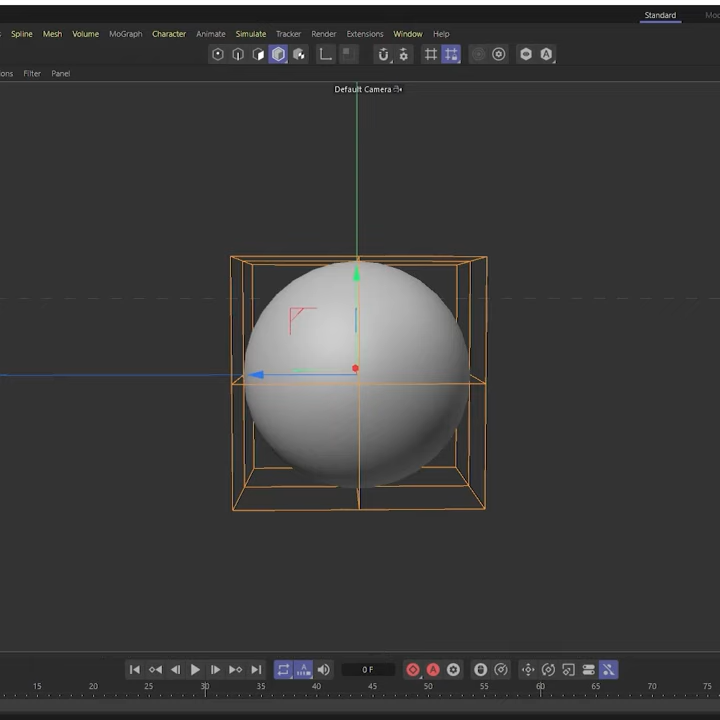 Standard
Spline Mesh Volume MoGraph Character Animate Simulate Tracker Render Extensions Window Help
Filter Panel
Default Camera
0 F
15 20 25 30 35 40 45 50 55 60 65 70 75